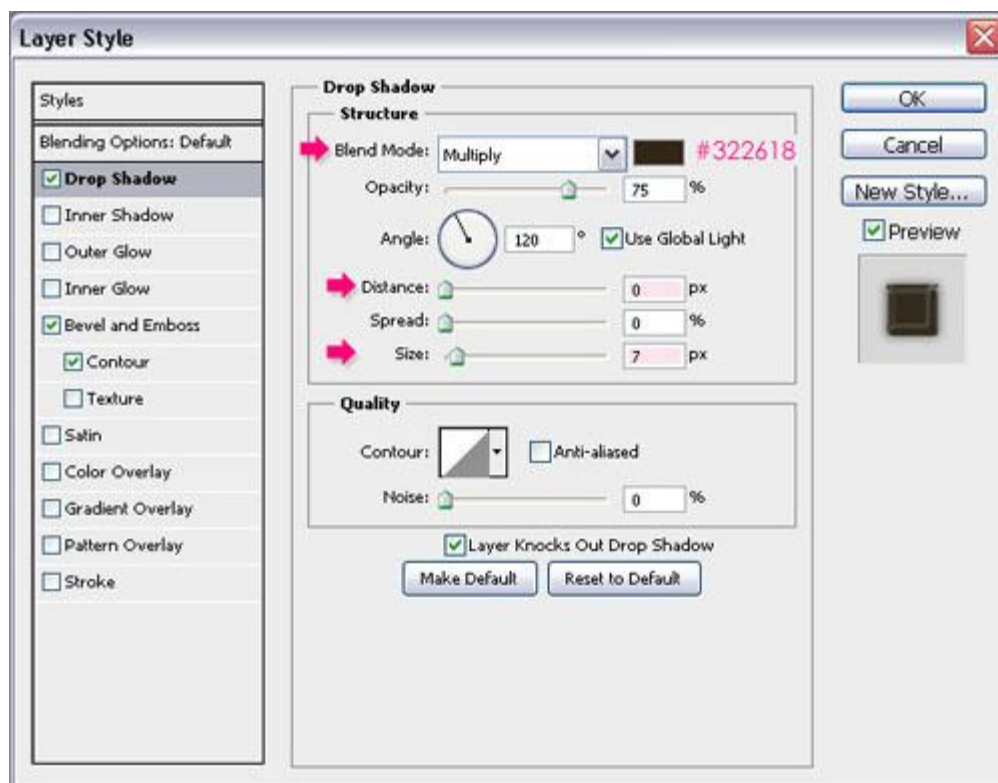 Layer Style
Styles
Blending Options: Default
Drop Shadow
Inner Shadow
Outer Glow
Inner Glow
Bevel and Emboss
Contour
Texture
Satin
Color Overlay
Gradient Overlay
Pattern Overlay
Stroke
Drop Shadow
Structure
Blend Mode: Multiply #322618
Opacity: 75 %
Angle: 120 ° Use Global Light
Distance: 0 px
Spread: 0 %
Size: 7 px
Quality
Contour: Anti-aliased
Noise: 0 %
Layer Knocks Out Drop Shadow
Make Default Reset to Default
OK
Cancel
New Style...
Preview